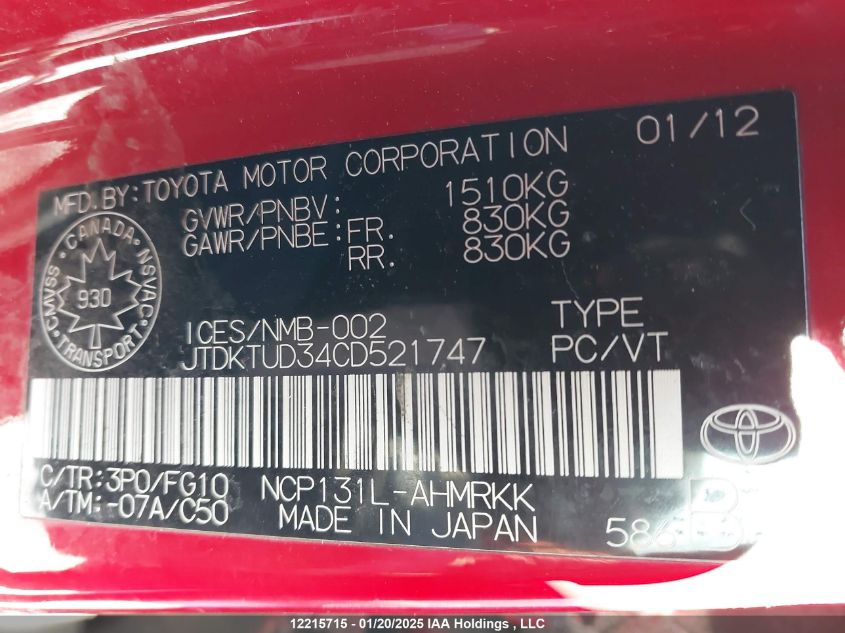 MFD.BY:TOYOTA MOTOR CORPORATION 01/12
GVWR/PNBV: 1510KG
GAWR/PNBE:FR. 830KG
RR. 830KG
CANADA
CMVSS 930 NSVAC
TRANSPORT
ICES/NMB-002 TYPE
JTDKTUD34CD521747 PC/VT
C/TR:3P0/FG10 NCP131L-AHMRKK
A/TM:-07A/C50 MADE IN JAPAN
12215715 - 01/20/2025 IAA Holdings , LLC